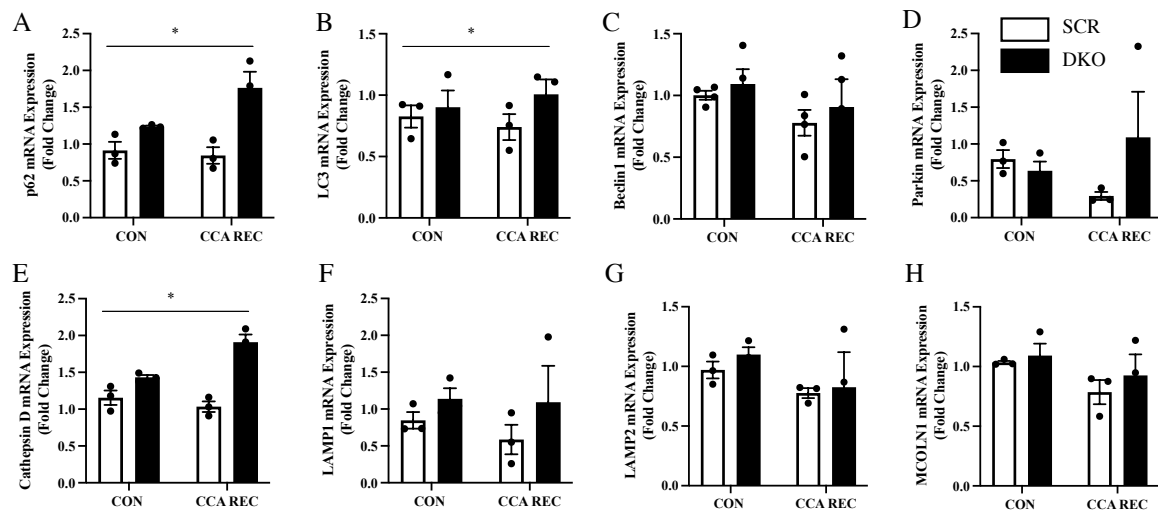 A
p62 mRNA Expression
(Fold Change)
2.5
2.0
1.5
1.0
0.5
0.0
*
CON
CCA REC
B
LC3 mRNA Expression
(Fold Change)
1.5
1.0
0.5
0.0
*
CON
CCA REC
C
Beclin1 mRNA Expression
(Fold Change)
1.5
1.0
0.5
0.0
CON
CCA REC
D
Parkin mRNA Expression
(Fold Change)
2.5
2.0
1.5
1.0
0.5
0.0
CON
CCA REC
SCR
DKO
E
Cathepsin D mRNA Expression
(Fold Change)
2.5
2.0
1.5
1.0
0.5
0.0
*
CON
CCA REC
F
LAMP1 mRNA Expression
(Fold Change)
2.5
2.0
1.5
1.0
0.5
0.0
CON
CCA REC
G
LAMP2 mRNA Expression
(Fold Change)
1.5
1.0
0.5
0.0
CON
CCA REC
H
MCOLN1 mRNA Expression
(Fold Change)
1.5
1.0
0.5
0.0
CON
CCA REC